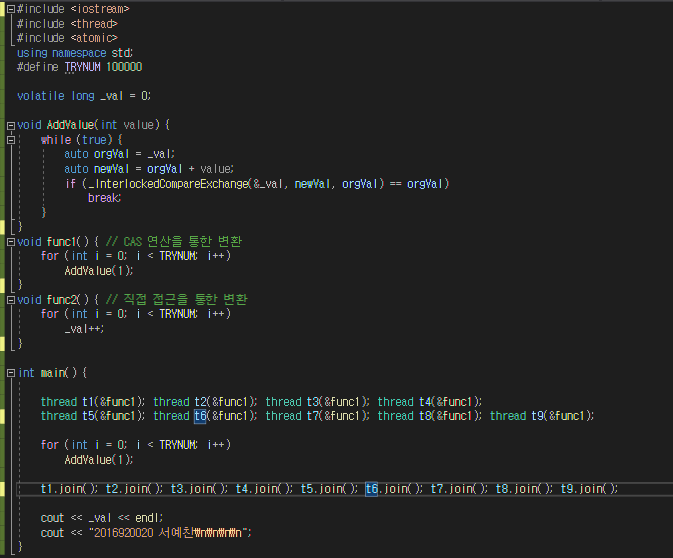 #include <iostream>
#include <thread>
#include <atomic>
using namespace std;
#define TRYNUM 100000
volatile long _val = 0;
void AddValue(int value) {
while (true) {
auto orgVal = _val;
auto newVal = orgVal + value;
if (_InterlockedCompareExchange(&_val, newVal, orgVal) == orgVal)
break;
}
}
void func1() { // CAS 연산을 통한 변환
for (int i = 0; i < TRYNUM; i++)
AddValue(1);
}
void func2() { // 직접 접근을 통한 변환
for (int i = 0; i < TRYNUM; i++)
_val++;
}
int main() {
thread t1(&func1); thread t2(&func1); thread t3(&func1); thread t4(&func1);
thread t5(&func1); thread t6(&func1); thread t7(&func1); thread t8(&func1); thread t9(&func1);
for (int i = 0; i < TRYNUM; i++)
AddValue(1);
t1.join(); t2.join(); t3.join(); t4.join(); t5.join(); t6.join(); t7.join(); t8.join(); t9.join();
cout << _val << endl;
cout << "2016920020 서예찬₩n₩n₩n₩n";
}